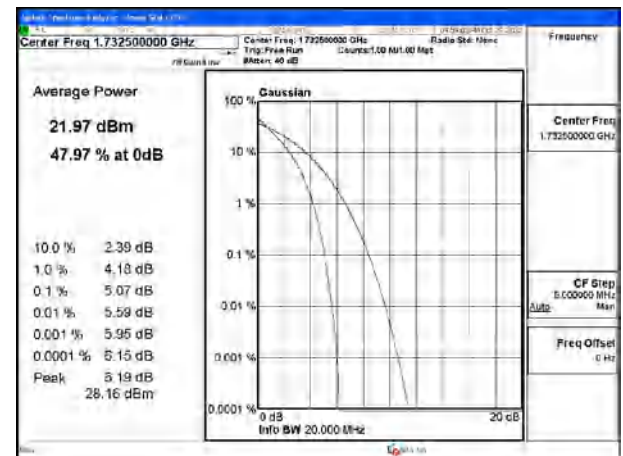 Center Freq 1.732500000 GHz
Center Freq: 1.732500000 GHz
Radio Std: None
Trig: Free Run
Counts:1.00 M/1.00 Mpt
#Atten: 40 dB
Frequency
Average Power
21.97 dBm
47.97 % at 0dB
10.0 % 2.39 dB
1.0 % 4.18 dB
0.1 % 5.07 dB
0.01 % 5.59 dB
0.001 % 5.95 dB
0.0001 % 6.15 dB
Peak 6.19 dB
28.16 dBm
Gaussian
100 %
10 %
1 %
0.1 %
0.01 %
0.001 %
0.0001 %
0 dB
20 dB
Info BW 20.000 MHz
Center Freq
1.732500000 GHz
CF Step
5.000000 MHz
Auto Man
Freq Offset
0 Hz